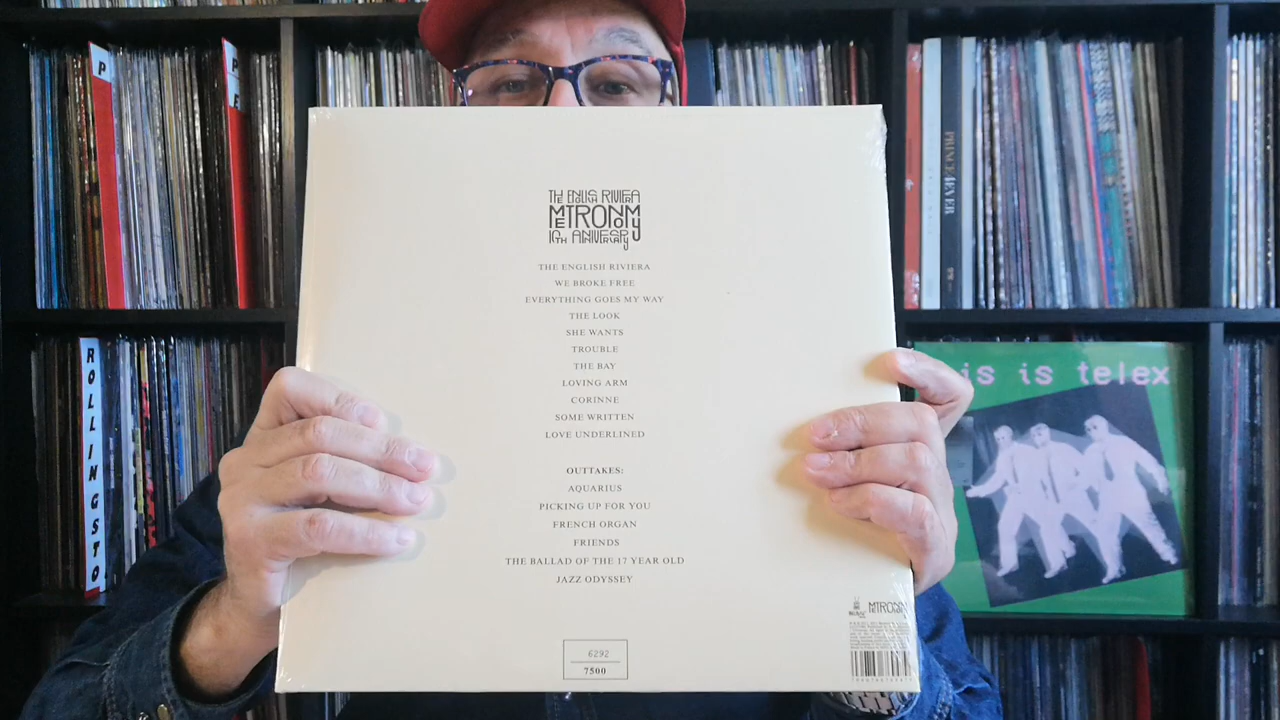 P
P
THE ENGLISH RIVIERA
METRONOMY
10TH ANNIVERSARY
THE ENGLISH RIVIERA
WE BROKE FREE
EVERYTHING GOES MY WAY
THE LOOK
SHE WANTS
TROUBLE
THE BAY
LOVING ARM
CORINNE
SOME WRITTEN
LOVE UNDERLINED
OUTTAKES:
AQUARIUS
PICKING UP FOR YOU
FRENCH ORGAN
FRIENDS
THE BALLAD OF THE 17 YEAR OLD
JAZZ ODYSSEY
6292
7500
METRONOMY
PRINCE4EVER
ROLLINGSTO
is is telex